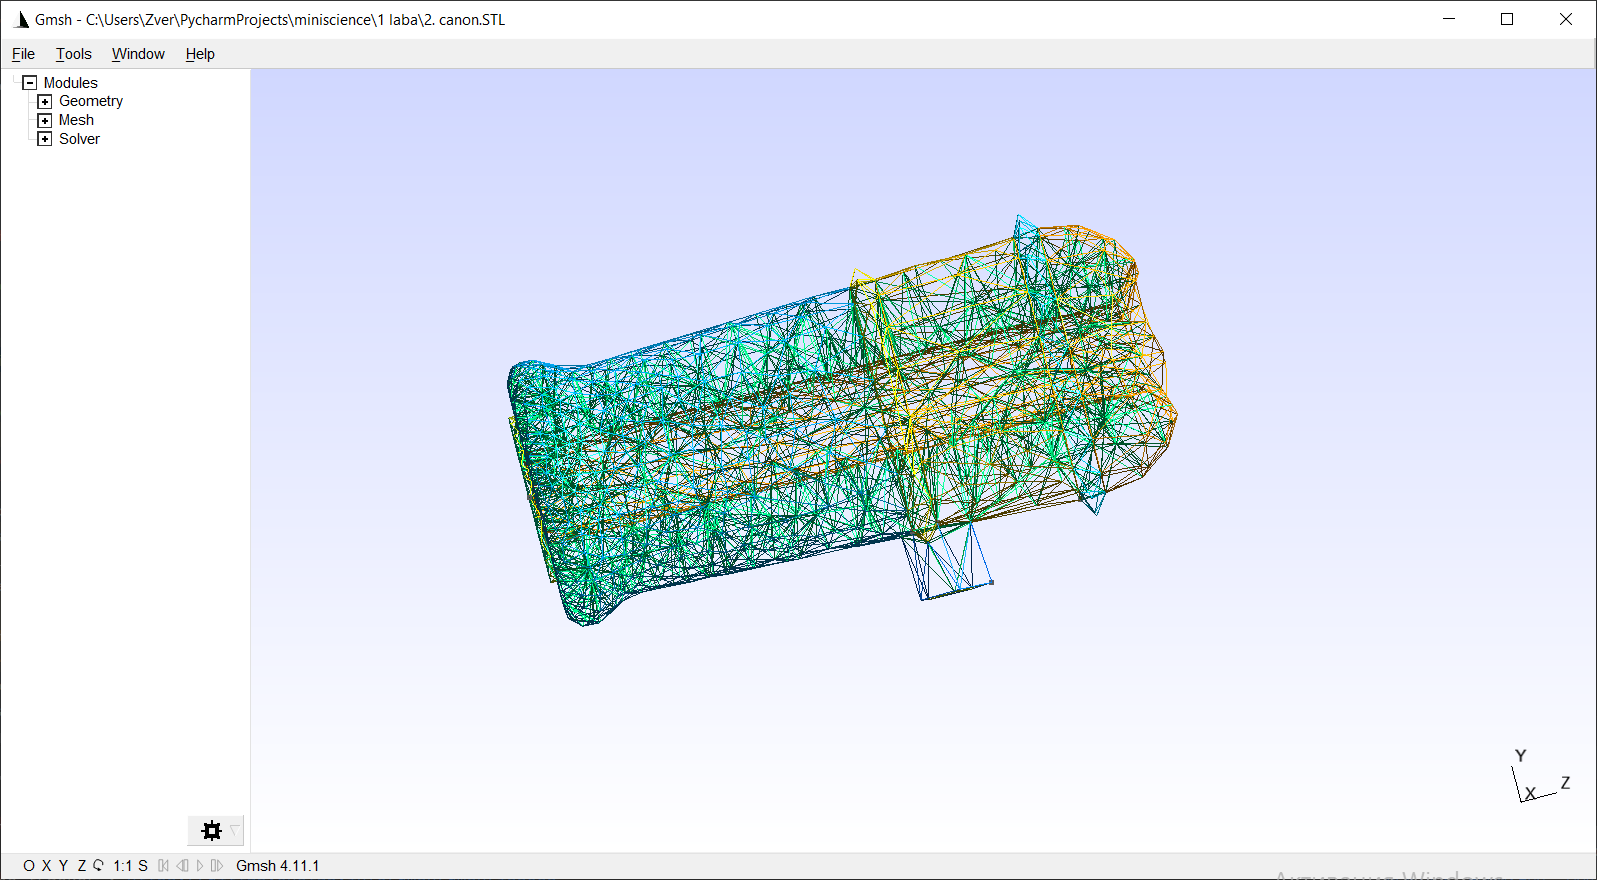 Gmsh - C:\Users\Zver\PycharmProjects\miniscience\1 laba\2. canon.STL
File Tools Window Help
Modules
Geometry
Mesh
Solver
Y
Z
X
O X Y Z 1:1 S Gmsh 4.11.1